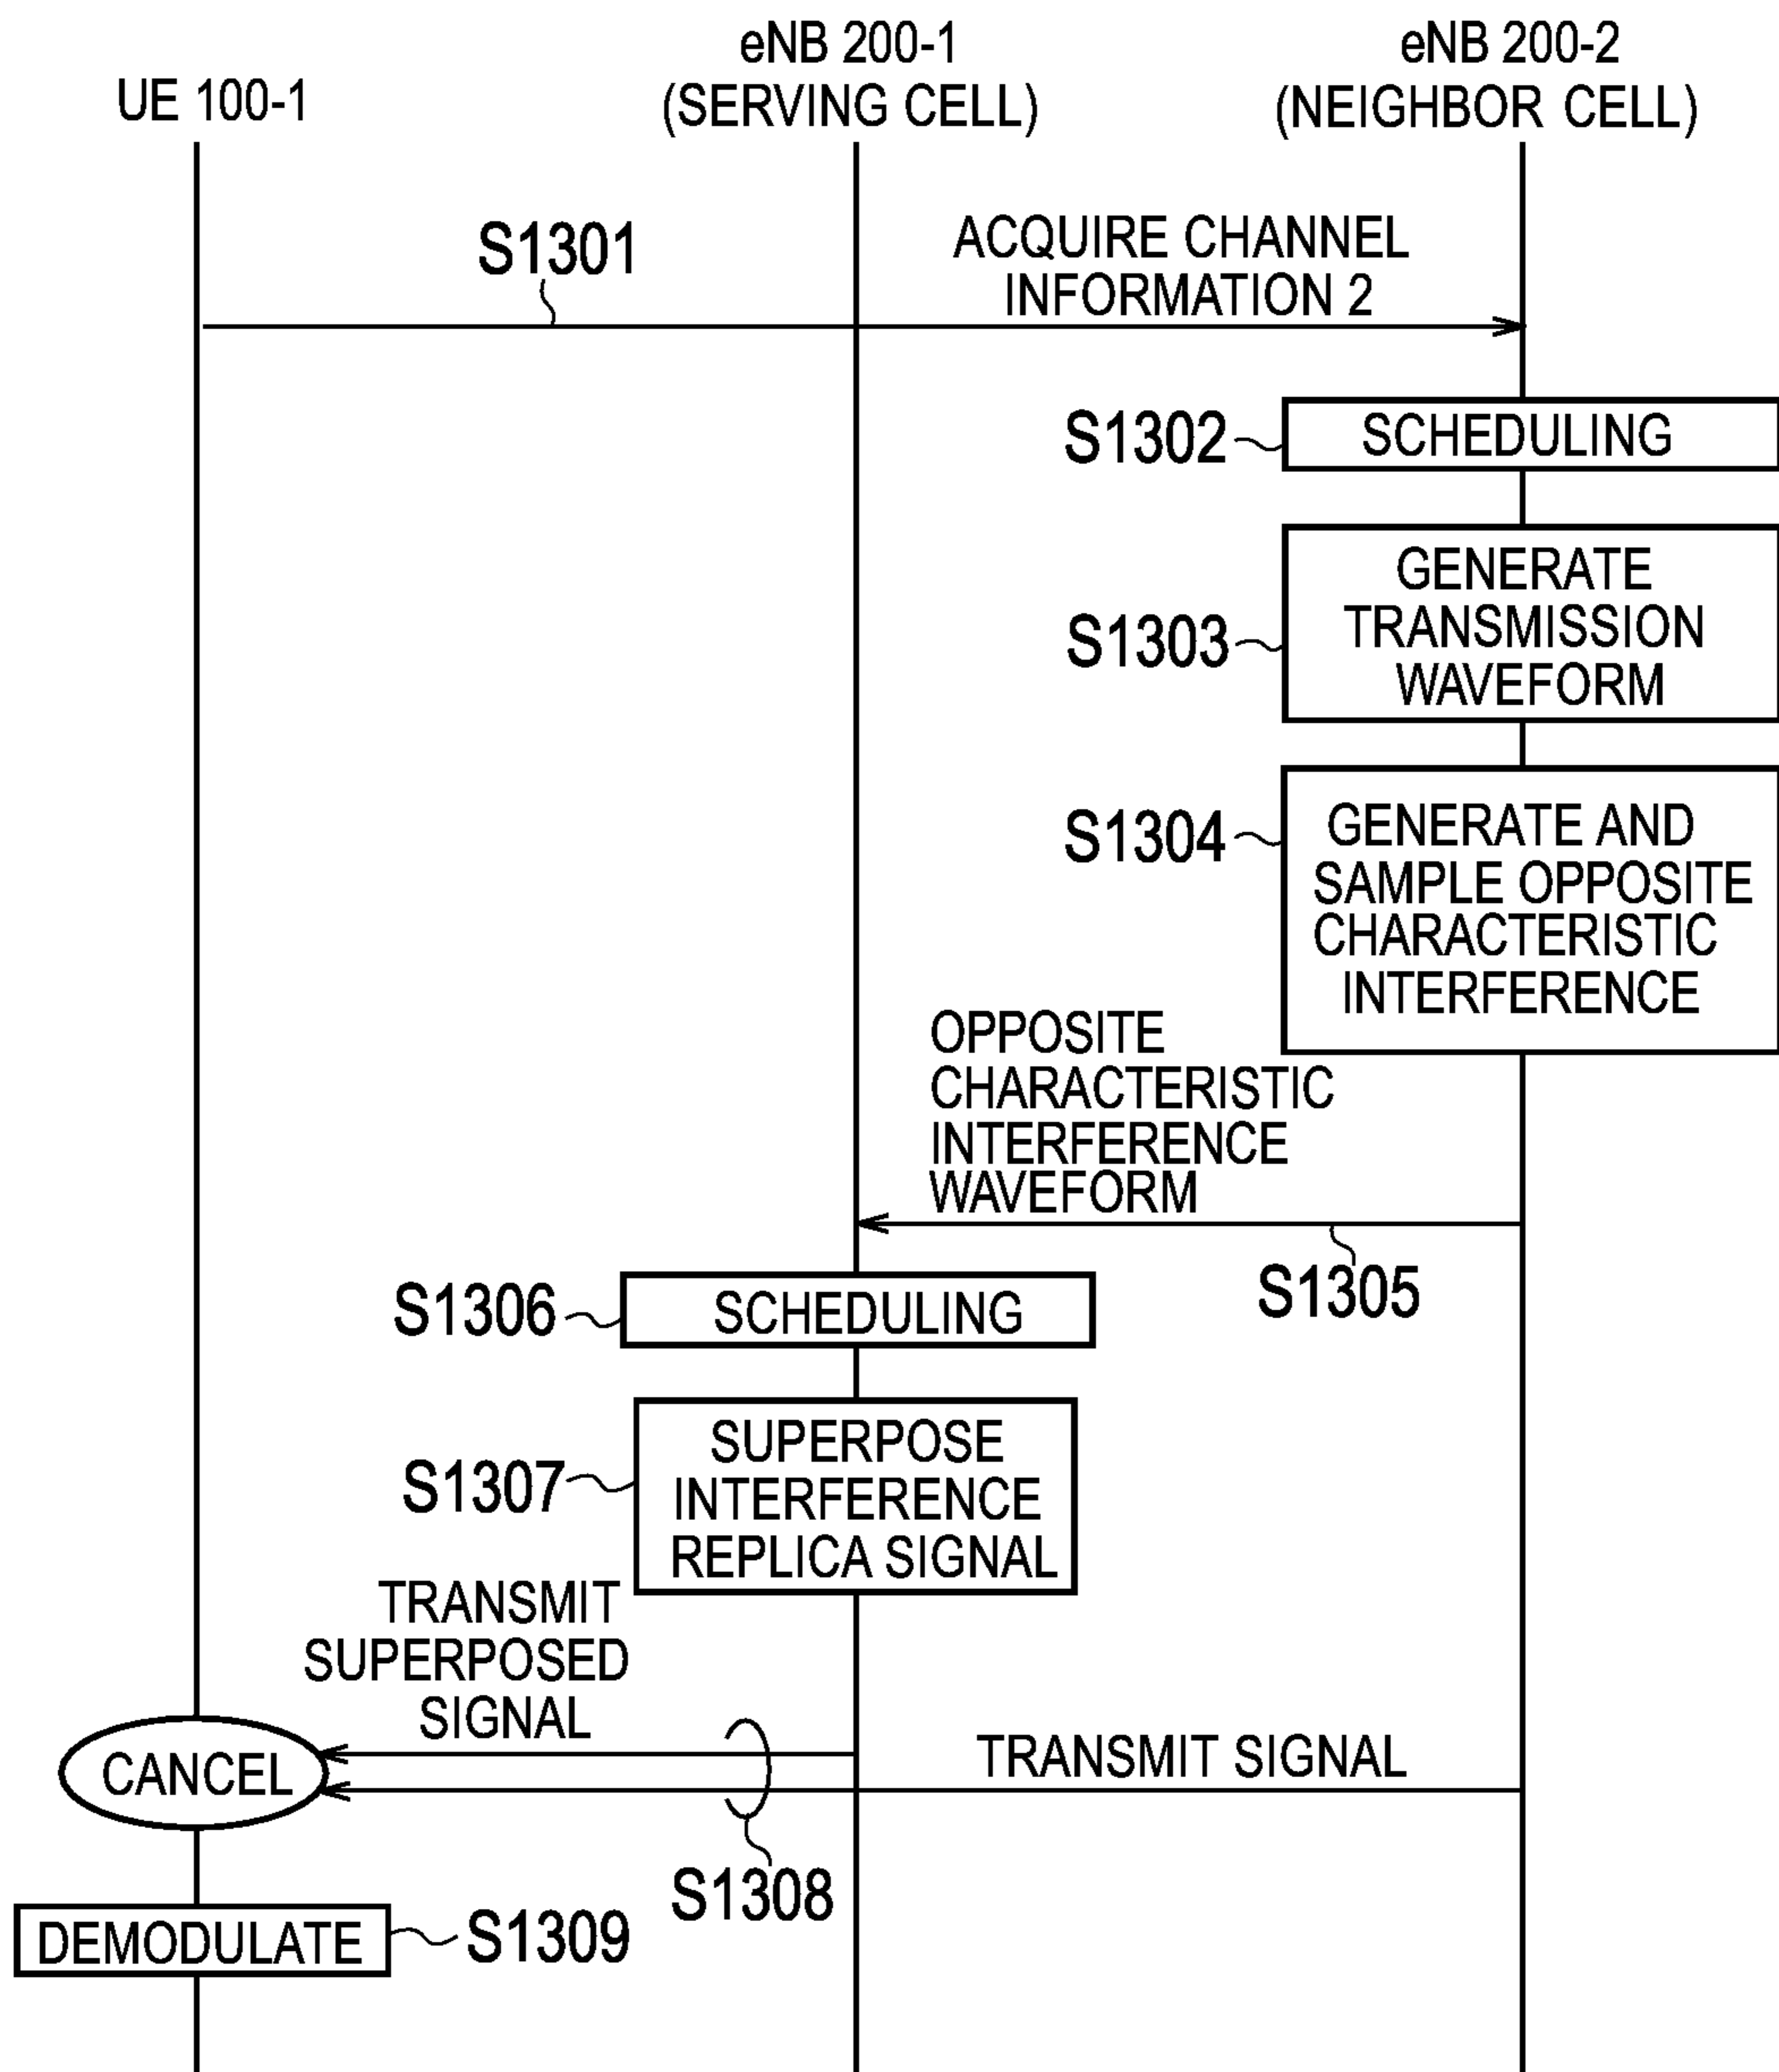 UE 100-1
eNB 200-1
(SERVING CELL)
eNB 200-2
(NEIGHBOR CELL)
S1301
ACQUIRE CHANNEL
INFORMATION 2
S1302
SCHEDULING
S1303
GENERATE
TRANSMISSION
WAVEFORM
S1304
GENERATE AND
SAMPLE OPPOSITE
CHARACTERISTIC
INTERFERENCE
OPPOSITE
CHARACTERISTIC
INTERFERENCE
WAVEFORM
S1305
S1306
SCHEDULING
S1307
SUPERPOSE
INTERFERENCE
REPLICA SIGNAL
TRANSMIT
SUPERPOSED
SIGNAL
TRANSMIT SIGNAL
CANCEL
S1308
DEMODULATE
S1309